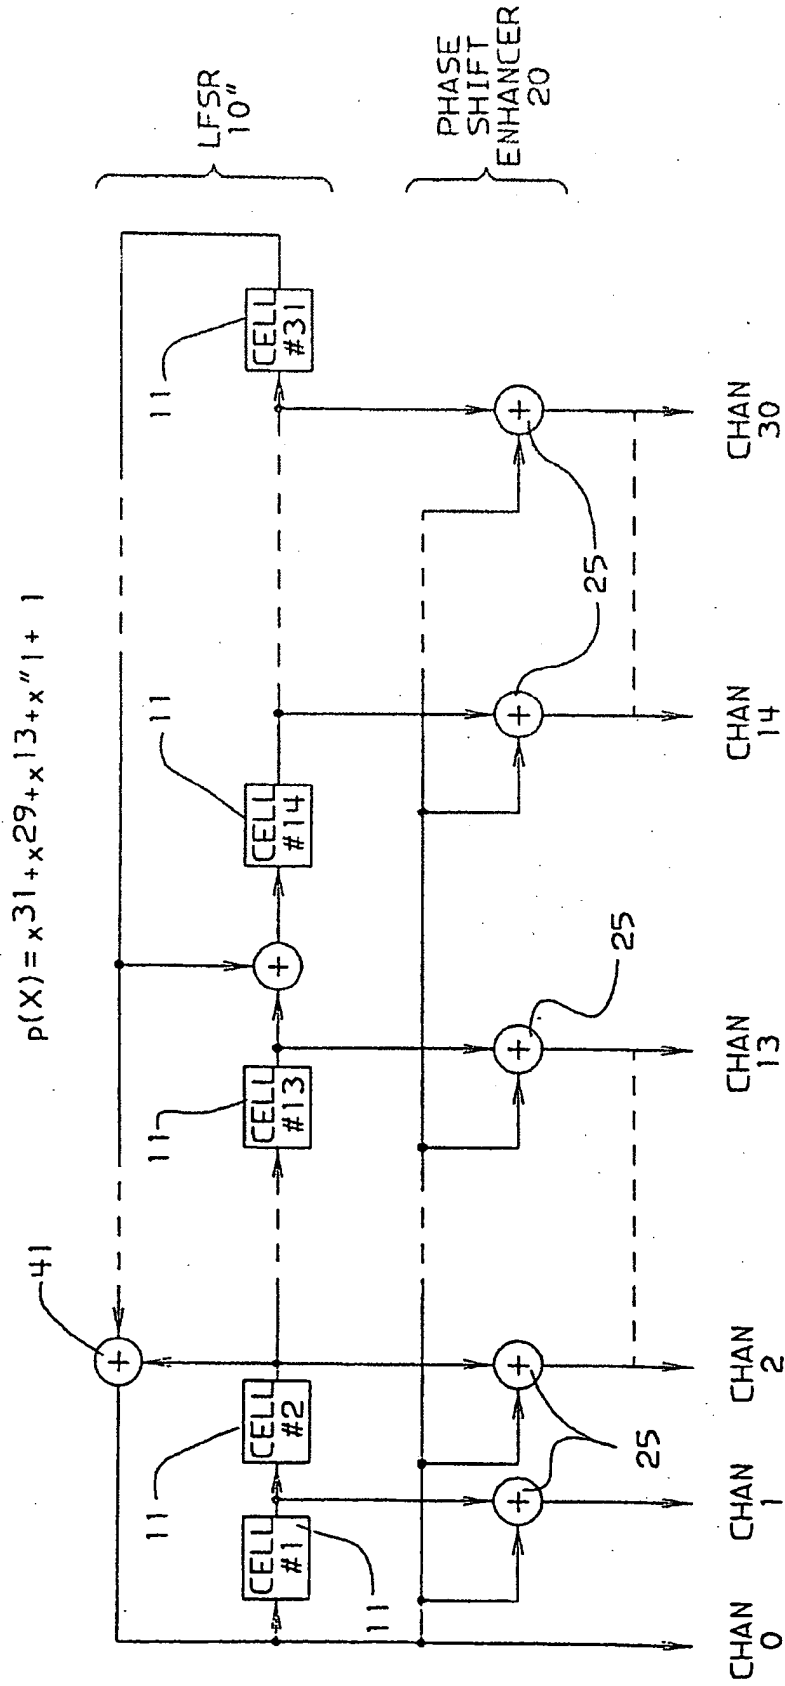 p(X)=x31+x29+x13+x"1+ 1
41
11
11
11
11
CELL
#1
CELL
#2
CELL
#13
CELL
#14
CELL
#31
11
LFSR
10"
+
+
+
+
+
+
+
PHASE
SHIFT
ENHANCER
20
25
25
25
CHAN
0
CHAN
1
CHAN
2
CHAN
13
CHAN
14
CHAN
30